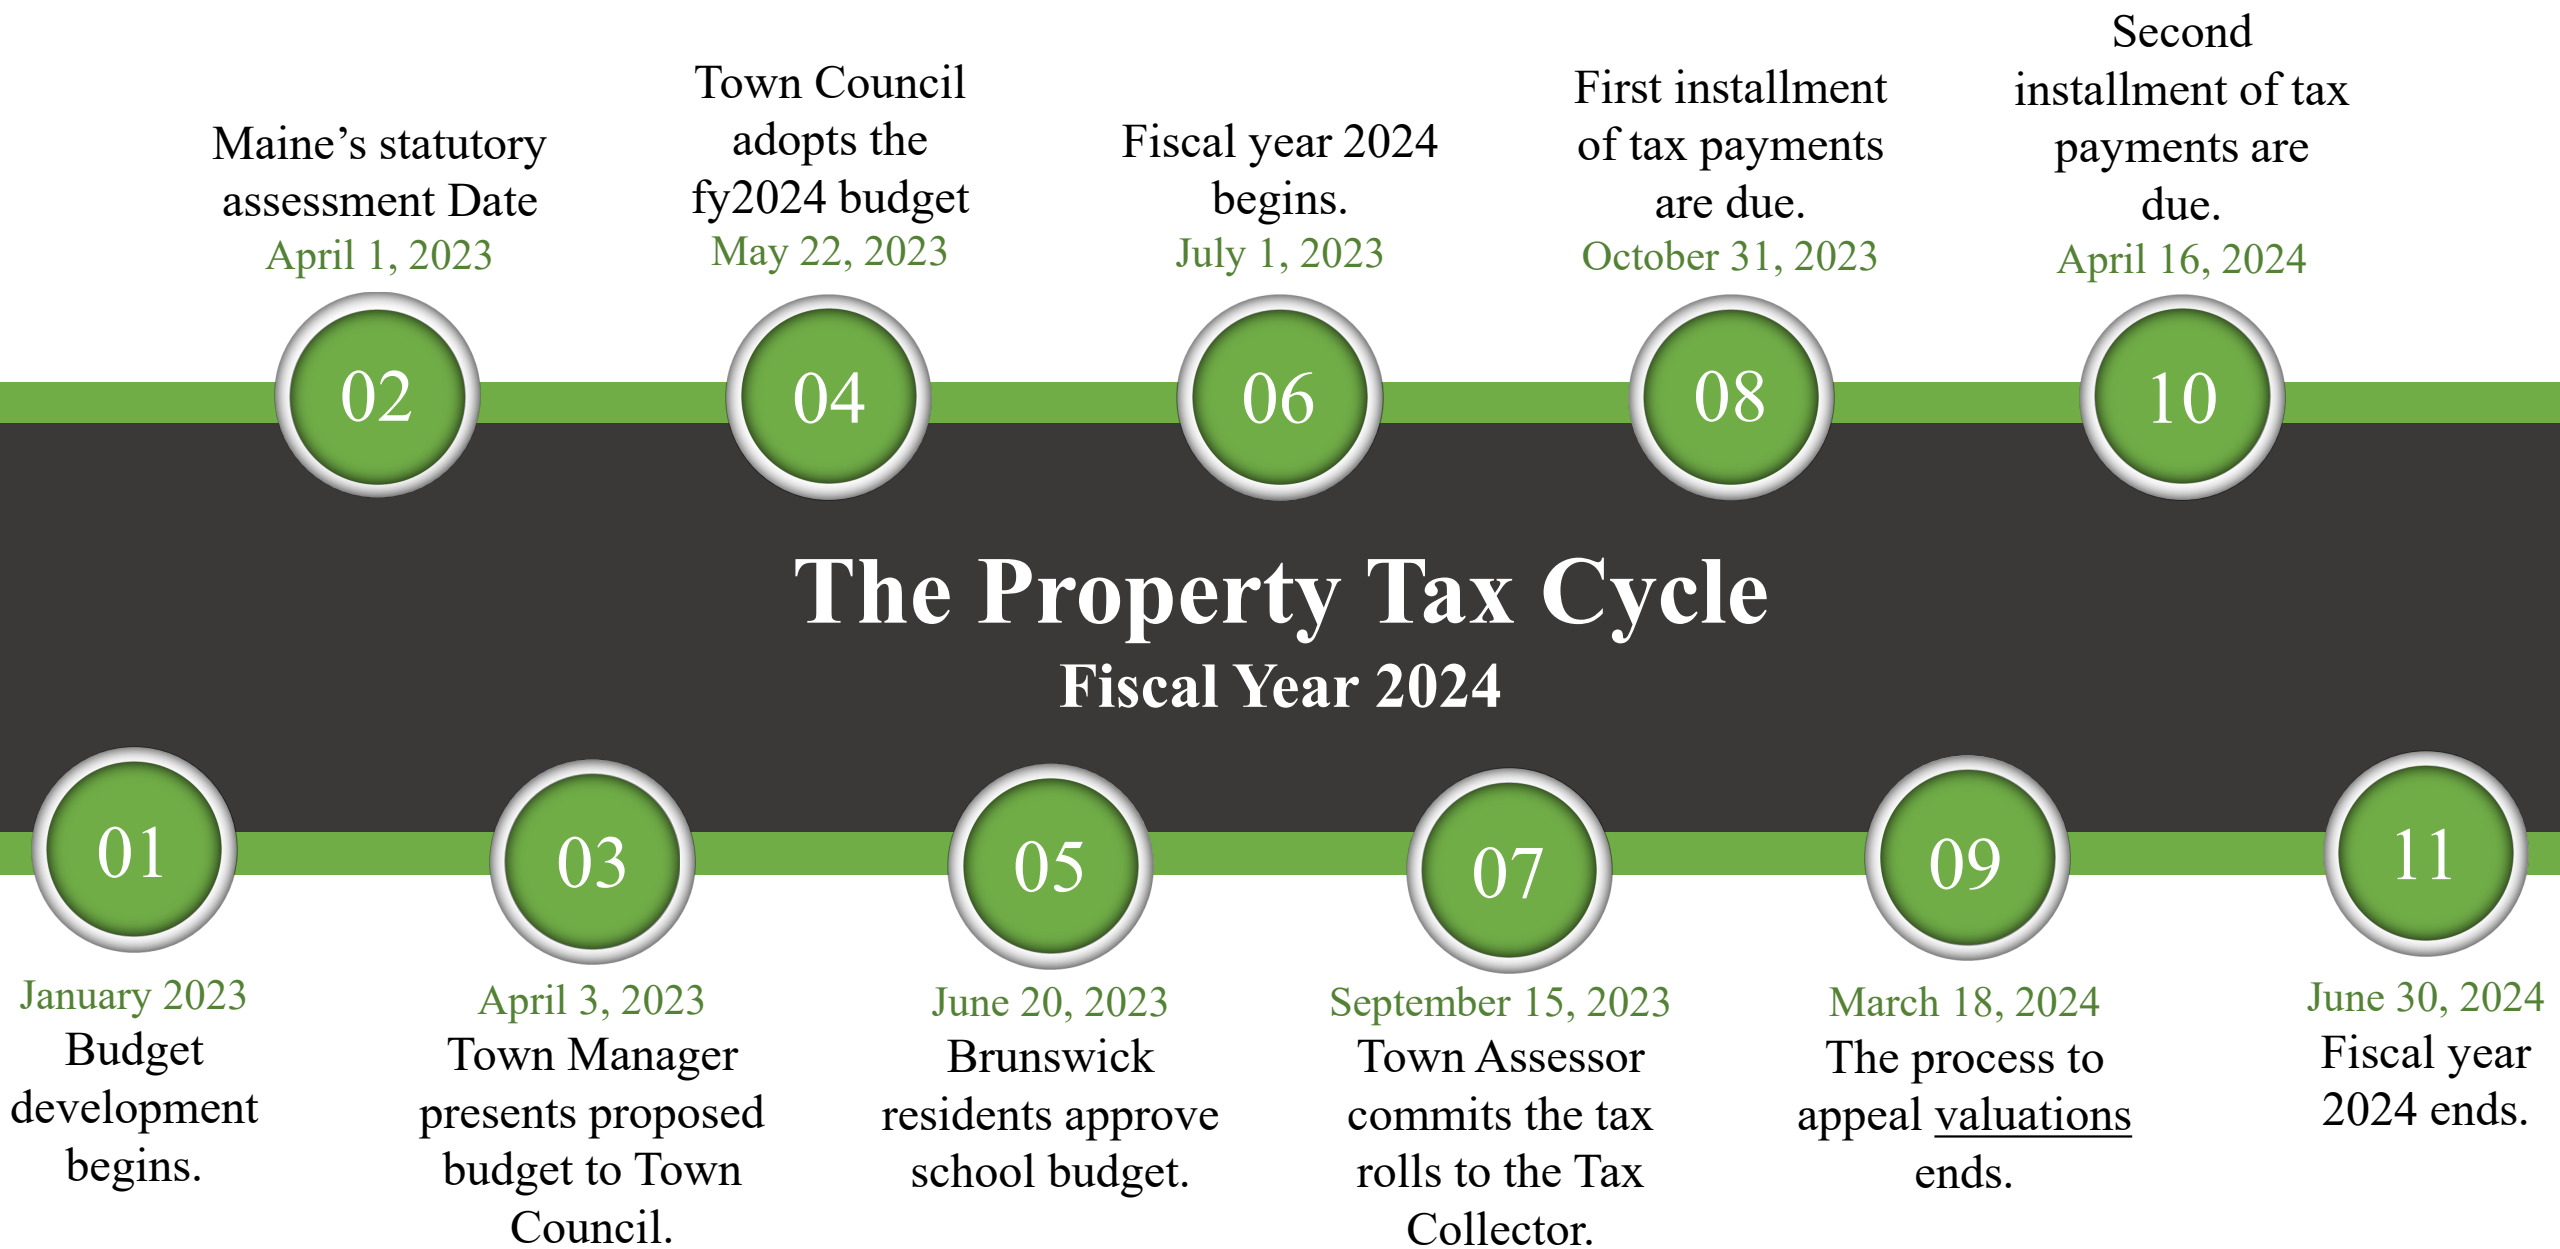 Second
installment of tax
payments are
due.
April 16, 2024
First installment
of tax payments
are due.
October 31, 2023
Town Council
adopts the
fy2024 budget
May 22, 2023
Fiscal year 2024
begins.
July 1, 2023
Maine’s statutory
assessment Date
April 1, 2023
02
04
06
08
10
The Property Tax Cycle
Fiscal Year 2024
01
03
05
07
09
11
January 2023
Budget
development
begins.
April 3, 2023
Town Manager
presents proposed
budget to Town
Council.
June 20, 2023
Brunswick
residents approve
school budget.
September 15, 2023
Town Assessor
commits the tax
rolls to the Tax
Collector.
March 18, 2024
The process to
appeal valuations
ends.
June 30, 2024
Fiscal year
2024 ends.